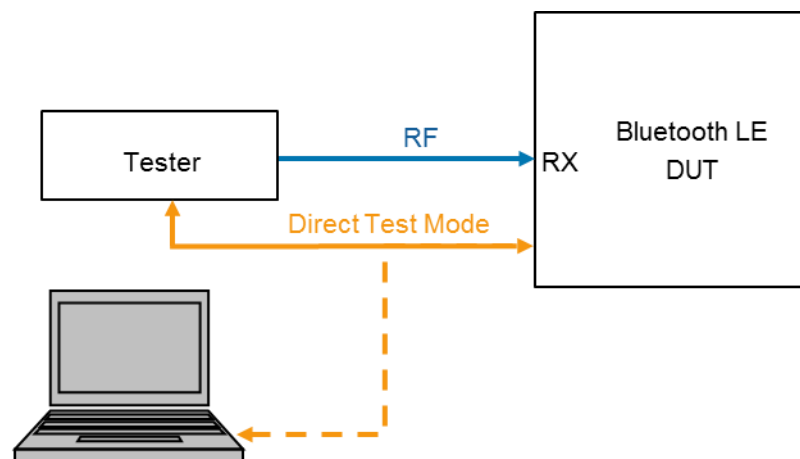 Tester
RF
RX
Bluetooth LE
DUT
Direct Test Mode